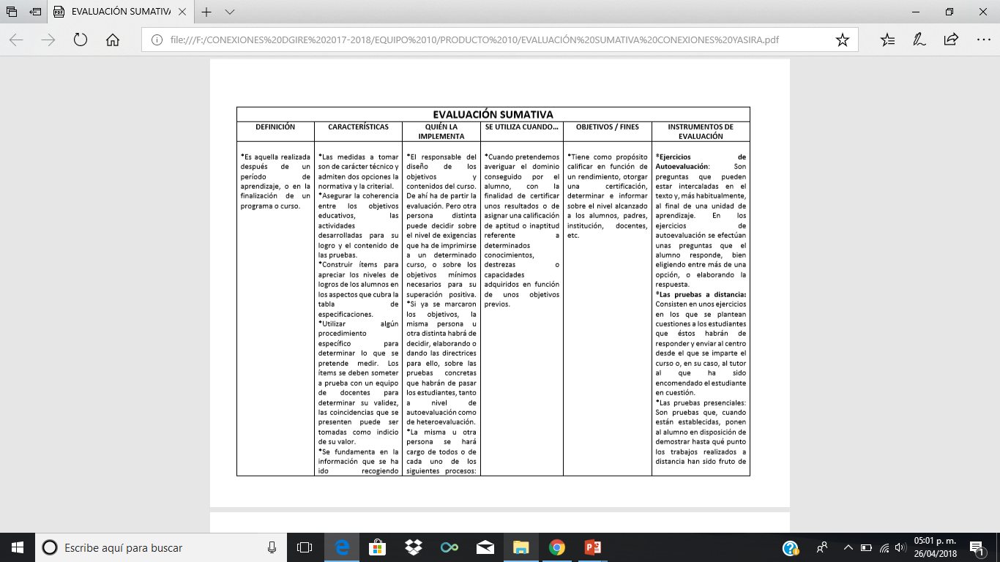 EVALUACIÓN SUMATIVA
file:///F:/CONEXIONES%20DGIRE%202017-2018/EQUIPO%2010/PRODUCTO%2010/EVALUACIÓN%20SUMATIVA%20CONEXIONES%20YASIRA.pdf
EVALUACIÓN SUMATIVA
DEFINICIÓN
CARACTERÍSTICAS
QUIÉN LA
IMPLEMENTA
SE UTILIZA CUANDO...
OBJETIVOS / FINES
INSTRUMENTOS DE
EVALUACIÓN
*Es aquella realizada
después de un
período de
aprendizaje, o en la
finalización de un
programa o curso.
*Las medidas a tomar
son de carácter técnico y
admiten dos opciones la
normativa y la criterial.
*Asegurar la coherencia
entre los objetivos
educativos, las
actividades
desarrolladas para su
logro y el contenido de
las pruebas.
*Construir ítems para
apreciar los niveles de
logros de los alumnos en
los aspectos que cubra la
tabla de
especificaciones.
*Utilizar algún
procedimiento
específico para
determinar lo que se
pretende medir. Los
ítems se deben someter
a prueba con un equipo
de docentes para
determinar su validez,
las coincidencias que se
presenten puede ser
tomadas como indicio
de su valor.
*Se fundamenta en la
información que se ha
ido recogiendo
*El responsable del
diseño de los
objetivos y
contenidos del curso.
De ahí ha de partir la
evaluación. Pero otra
persona distinta
puede decidir sobre
el nivel de exigencias
que ha de imprimirse
a un determinado
curso, o sobre los
objetivos mínimos
necesarios para su
superación positiva.
*Si ya se marcaron
los objetivos, la
misma persona u
otra distinta habrá de
decidir, elaborando o
dando las directrices
para ello, sobre las
pruebas concretas
que habrán de pasar
los estudiantes, tanto
a nivel de
autoevaluación como
de heteroevaluación.
*La misma u otra
persona se hará
cargo de todos o de
cada uno de los
siguientes procesos:
*Cuando pretendemos
averiguar el dominio
conseguido por el
alumno, con la
finalidad de certificar
unos resultados o de
asignar una calificación
de aptitud o inaptitud
referente a
determinados
conocimientos,
destrezas o
capacidades
adquiridos en función
de unos objetivos
previos.
*Tiene como propósito
calificar en función de
un rendimiento, otorgar
una certificación,
determinar e informar
sobre el nivel alcanzado
a los alumnos, padres,
institución, docentes,
etc.
*Ejercicios de
Autoevaluación: Son
preguntas que pueden
estar intercaladas en el
texto y, más habitualmente,
al final de una unidad de
aprendizaje. En los
ejercicios de
autoevaluación se efectúan
unas preguntas que el
alumno responde, bien
eligiendo entre más de una
opción, o elaborando la
respuesta.
*Las pruebas a distancia:
Consisten en unos ejercicios
en los que se plantean
cuestiones a los estudiantes
que éstos habrán de
responder y enviar al centro
desde el que se imparte el
curso o, en su caso, al tutor
al que ha sido
encomendado el estudiante
en cuestión.
*Las pruebas presenciales:
Son pruebas que, cuando
están establecidas, ponen
al alumno en disposición de
demostrar hasta qué punto
los trabajos realizados a
distancia han sido fruto de
Escribe aquí para buscar
05:01 p. m.
26/04/2018
1